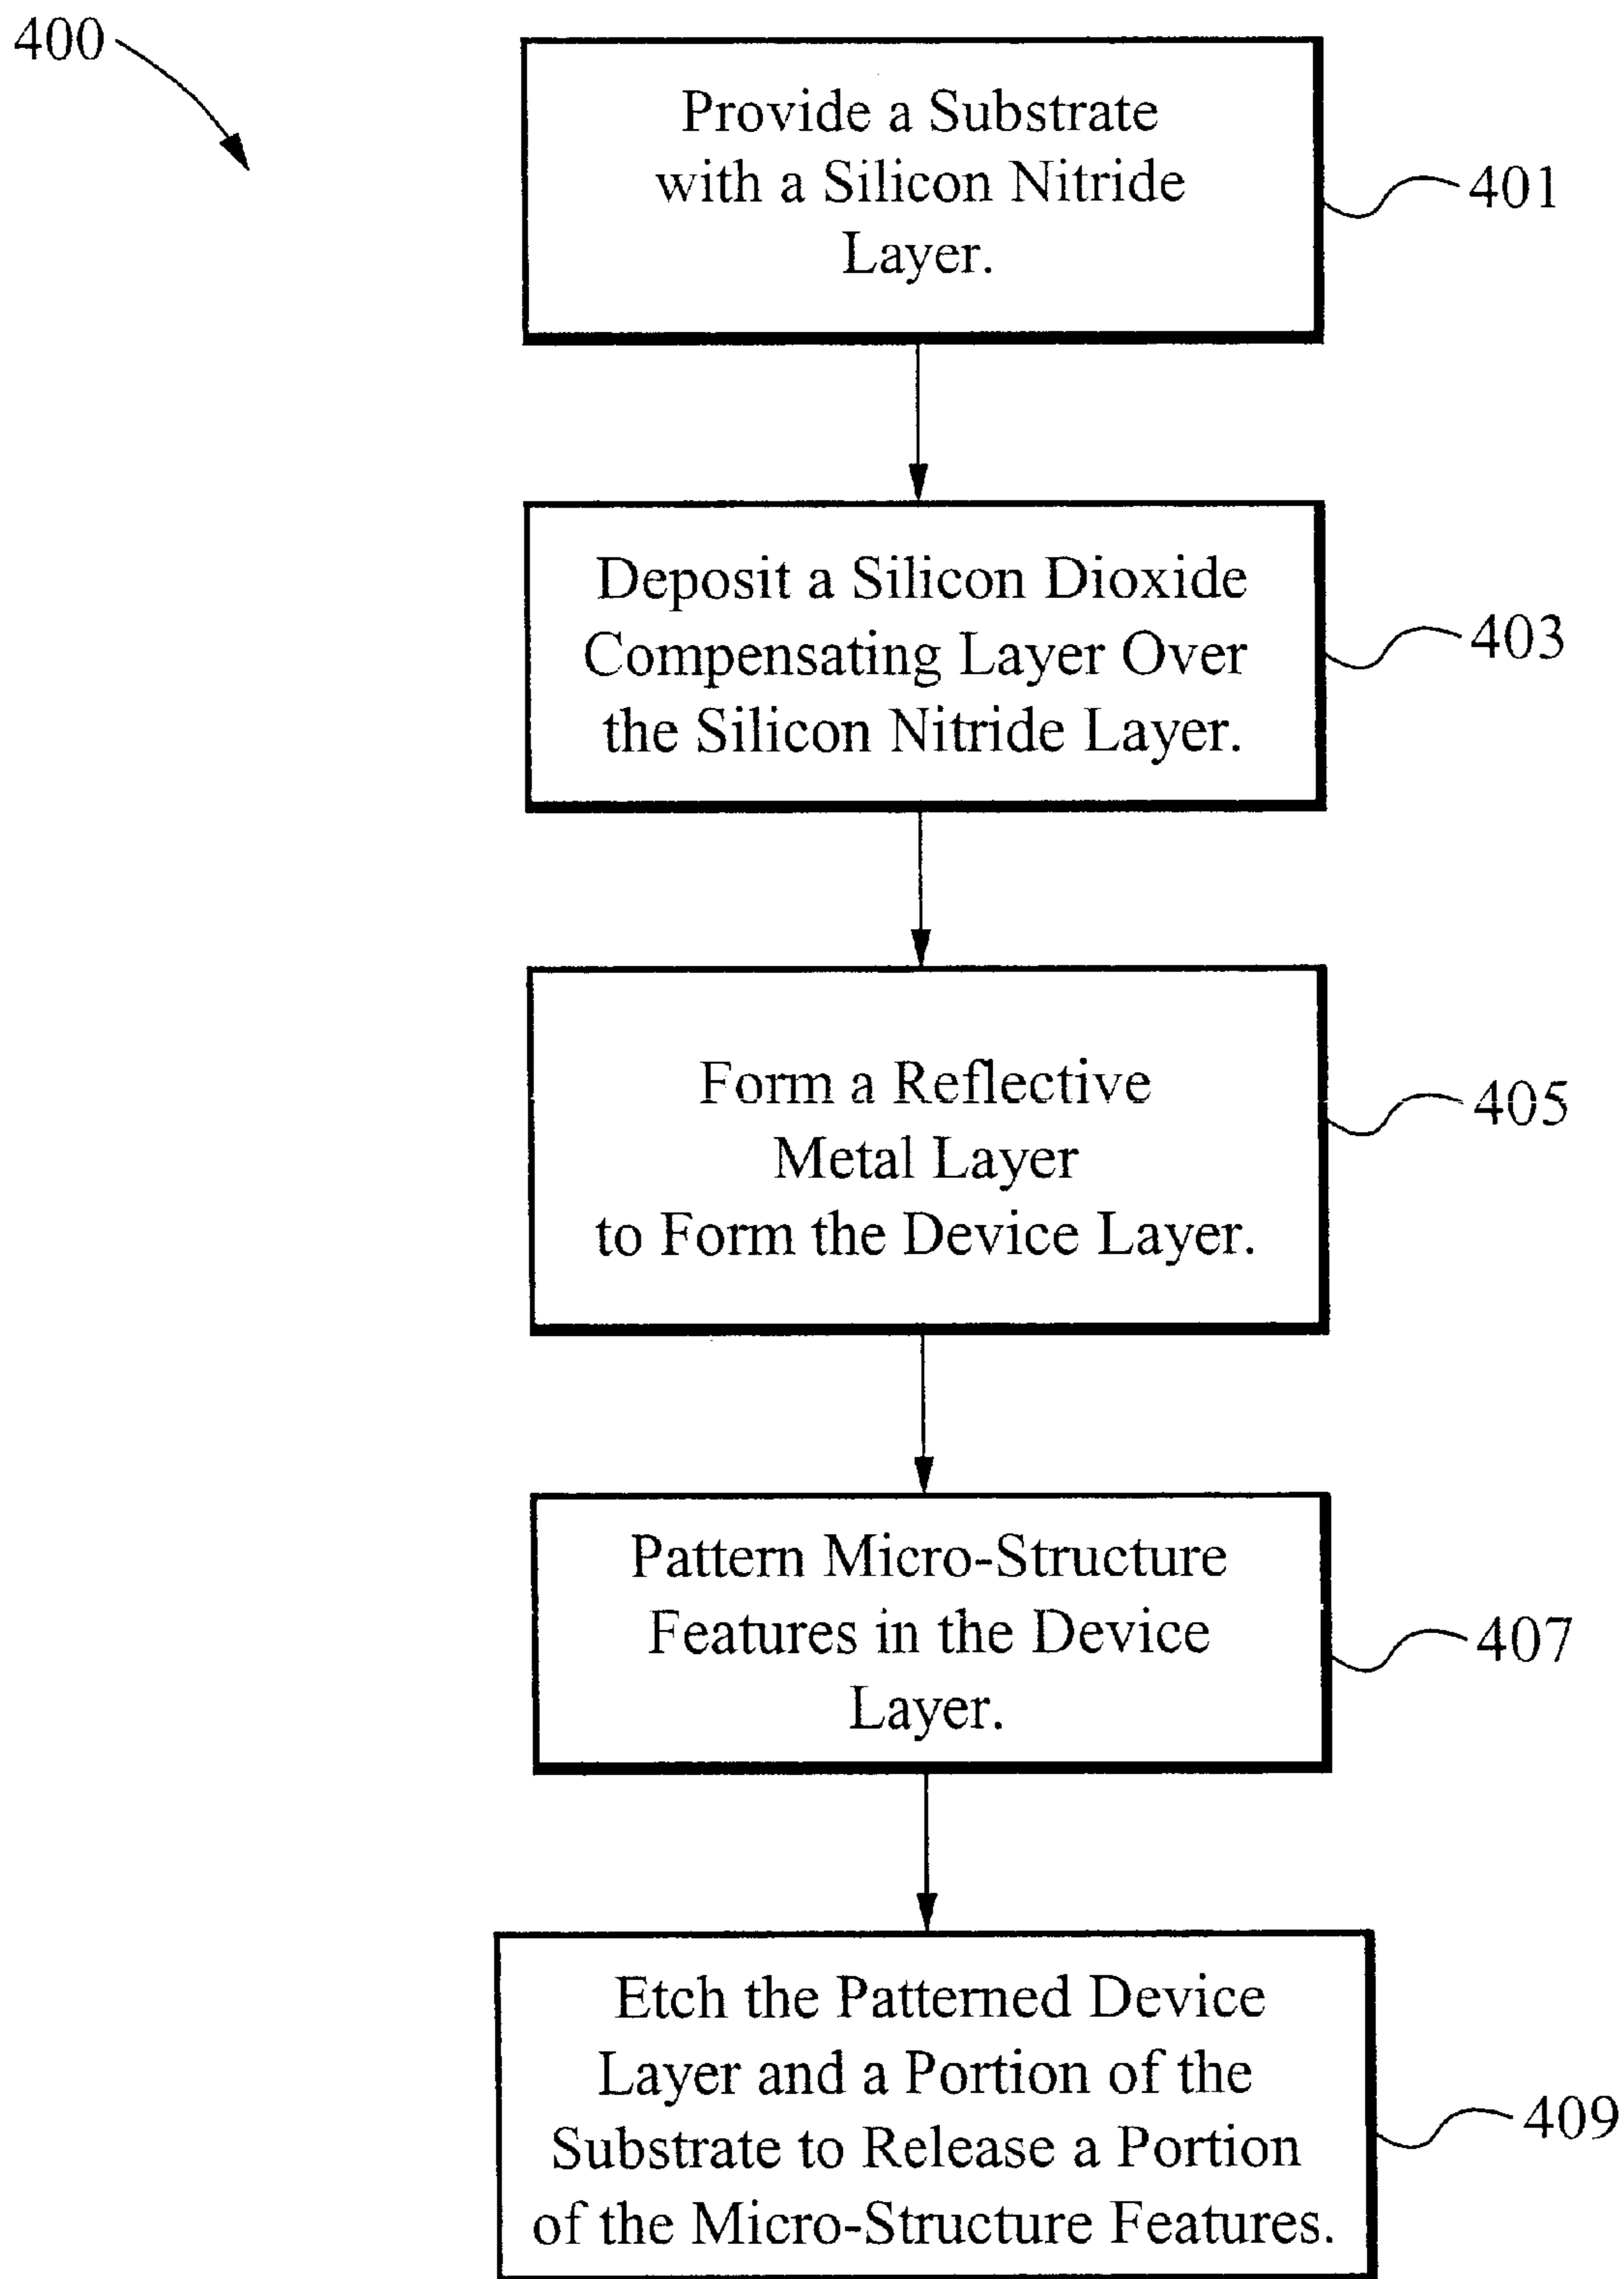 400
Provide a Substrate
with a Silicon Nitride
Layer.
401
Deposit a Silicon Dioxide
Compensating Layer Over
the Silicon Nitride Layer.
403
Form a Reflective
Metal Layer
to Form the Device Layer.
405
Pattern Micro-Structure
Features in the Device
Layer.
407
Etch the Patterned Device
Layer and a Portion of the
Substrate to Release a Portion
of the Micro-Structure Features.
409